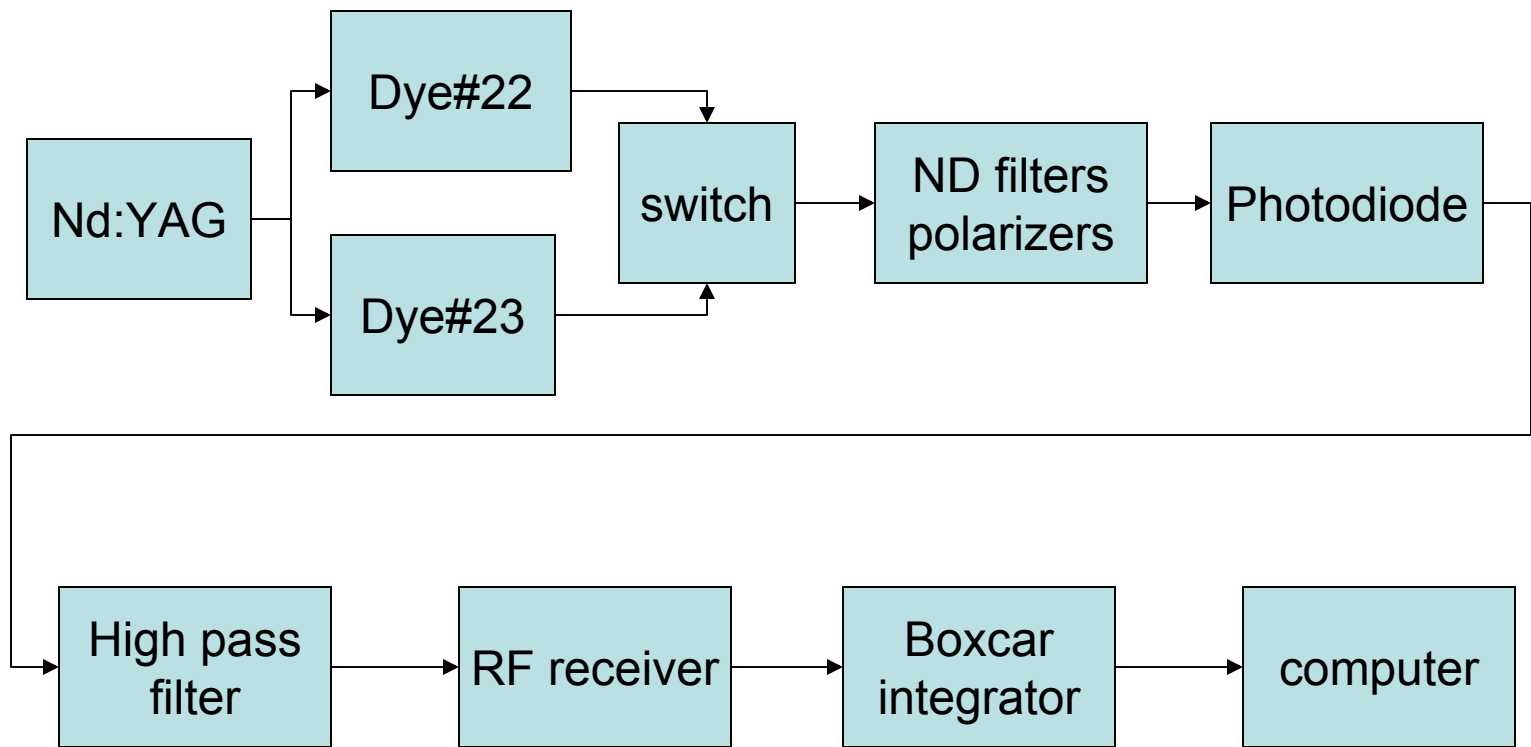 Nd:YAG
Dye#22
Dye#23
switch
ND filters
polarizers
Photodiode
High pass
filter
RF receiver
Boxcar
integrator
computer